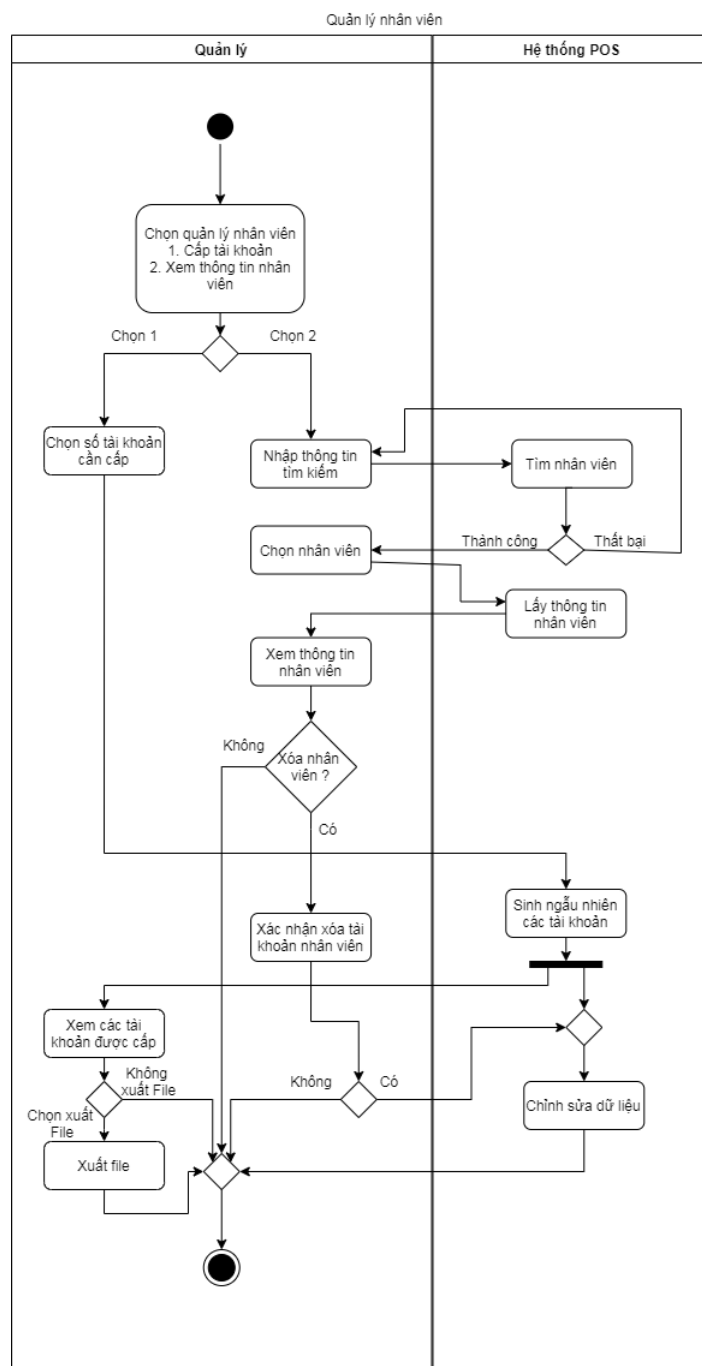 Quản lý nhân viên
Quản lý
Hệ thống POS
Chọn quản lý nhân viên
1. Cấp tài khoản
2. Xem thông tin nhân
viên
Chọn 1
Chọn 2
Chọn số tài khoản
cần cấp
Nhập thông tin
tìm kiếm
Tìm nhân viên
Thành công
Thất bại
Chọn nhân viên
Lấy thông tin
nhân viên
Xem thông tin
nhân viên
Không
Xóa nhân
viên ?
Có
Sinh ngẫu nhiên
các tài khoản
Xác nhận xóa tài
khoản nhân viên
Xem các tài
khoản được cấp
Không
xuất File
Không
Có
Chọn xuất
File
Chỉnh sửa dữ liệu
Xuất file